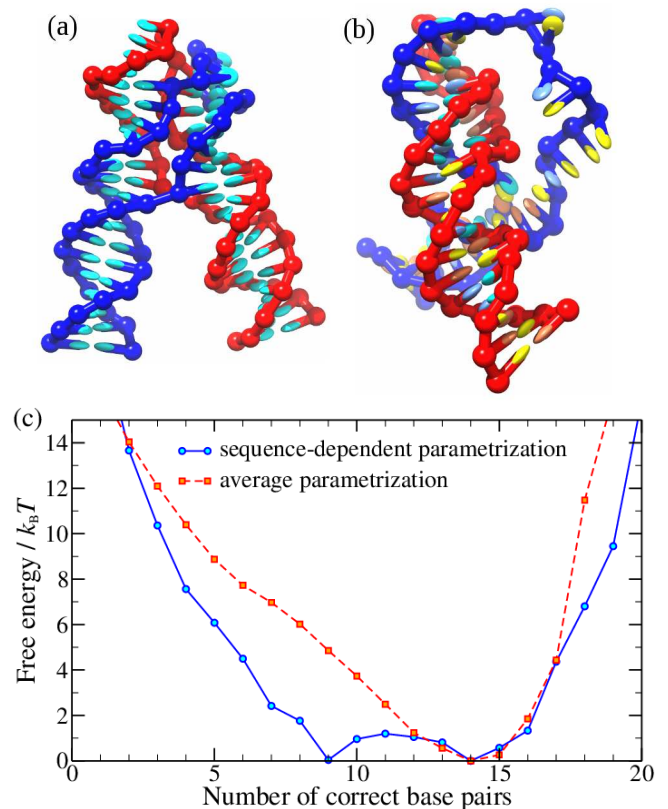 (a)
(b)
(c)
14
12
10
8
6
4
2
0
Free energy / k_BT
sequence-dependent parametrization
average parametrization
0 5 10 15 20
Number of correct base pairs